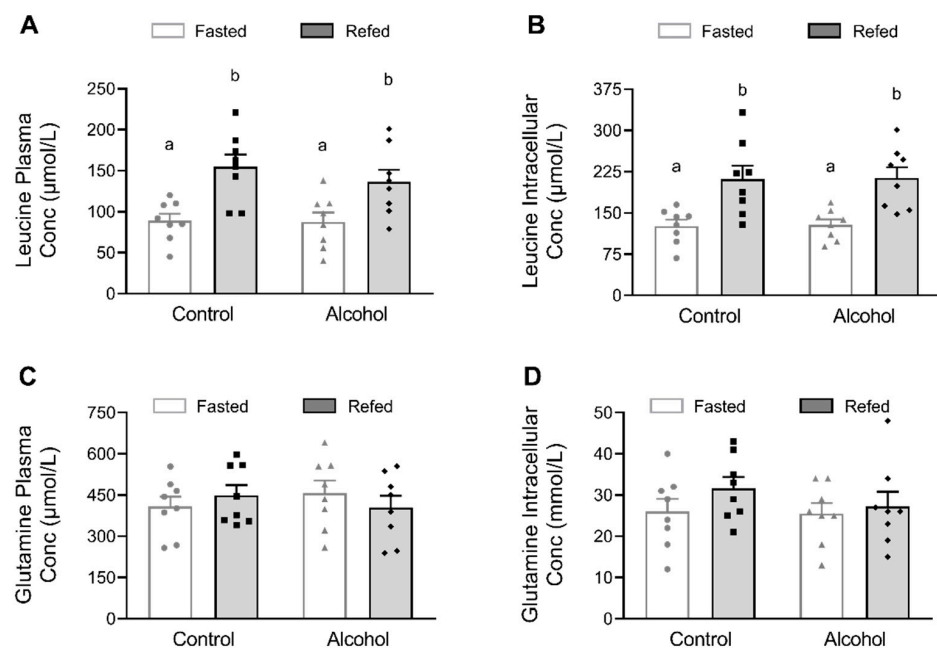 A
Fasted
Refed
Leucine Plasma
Conc (µmol/L)
250
200
150
100
50
0
a
b
a
b
Control
Alcohol
B
Fasted
Refed
Leucine Intracellular
Conc (µmol/L)
375
300
225
150
75
0
a
b
a
b
Control
Alcohol
C
Fasted
Refed
Glutamine Plasma
Conc (µmol/L)
750
600
450
300
150
0
Control
Alcohol
D
Fasted
Refed
Glutamine Intracellular
Conc (mmol/L)
50
40
30
20
10
0
Control
Alcohol